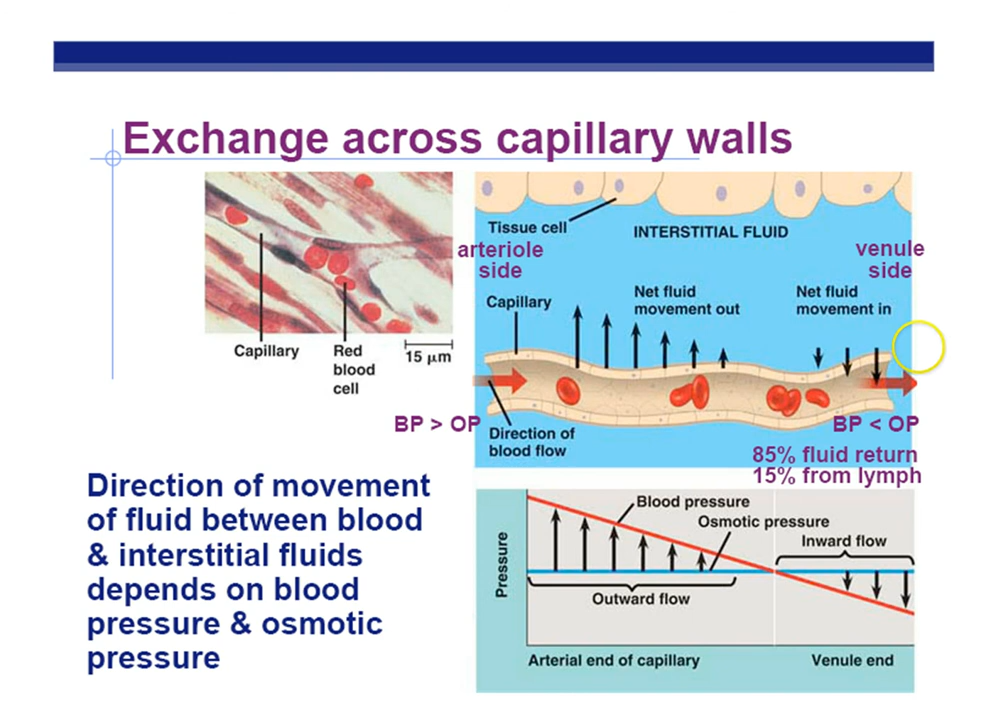 Exchange across capillary walls
Capillary
Red
blood
cell
15 µm
Tissue cell
INTERSTITIAL FLUID
arteriole
side
venule
side
Capillary
Net fluid
movement out
Net fluid
movement in
BP > OP
Direction of
blood flow
BP < OP
85% fluid return
15% from lymph
Direction of movement
of fluid between blood
& interstitial fluids
depends on blood
pressure & osmotic
pressure
Pressure
Blood pressure
Osmotic pressure
Inward flow
Outward flow
Arterial end of capillary
Venule end